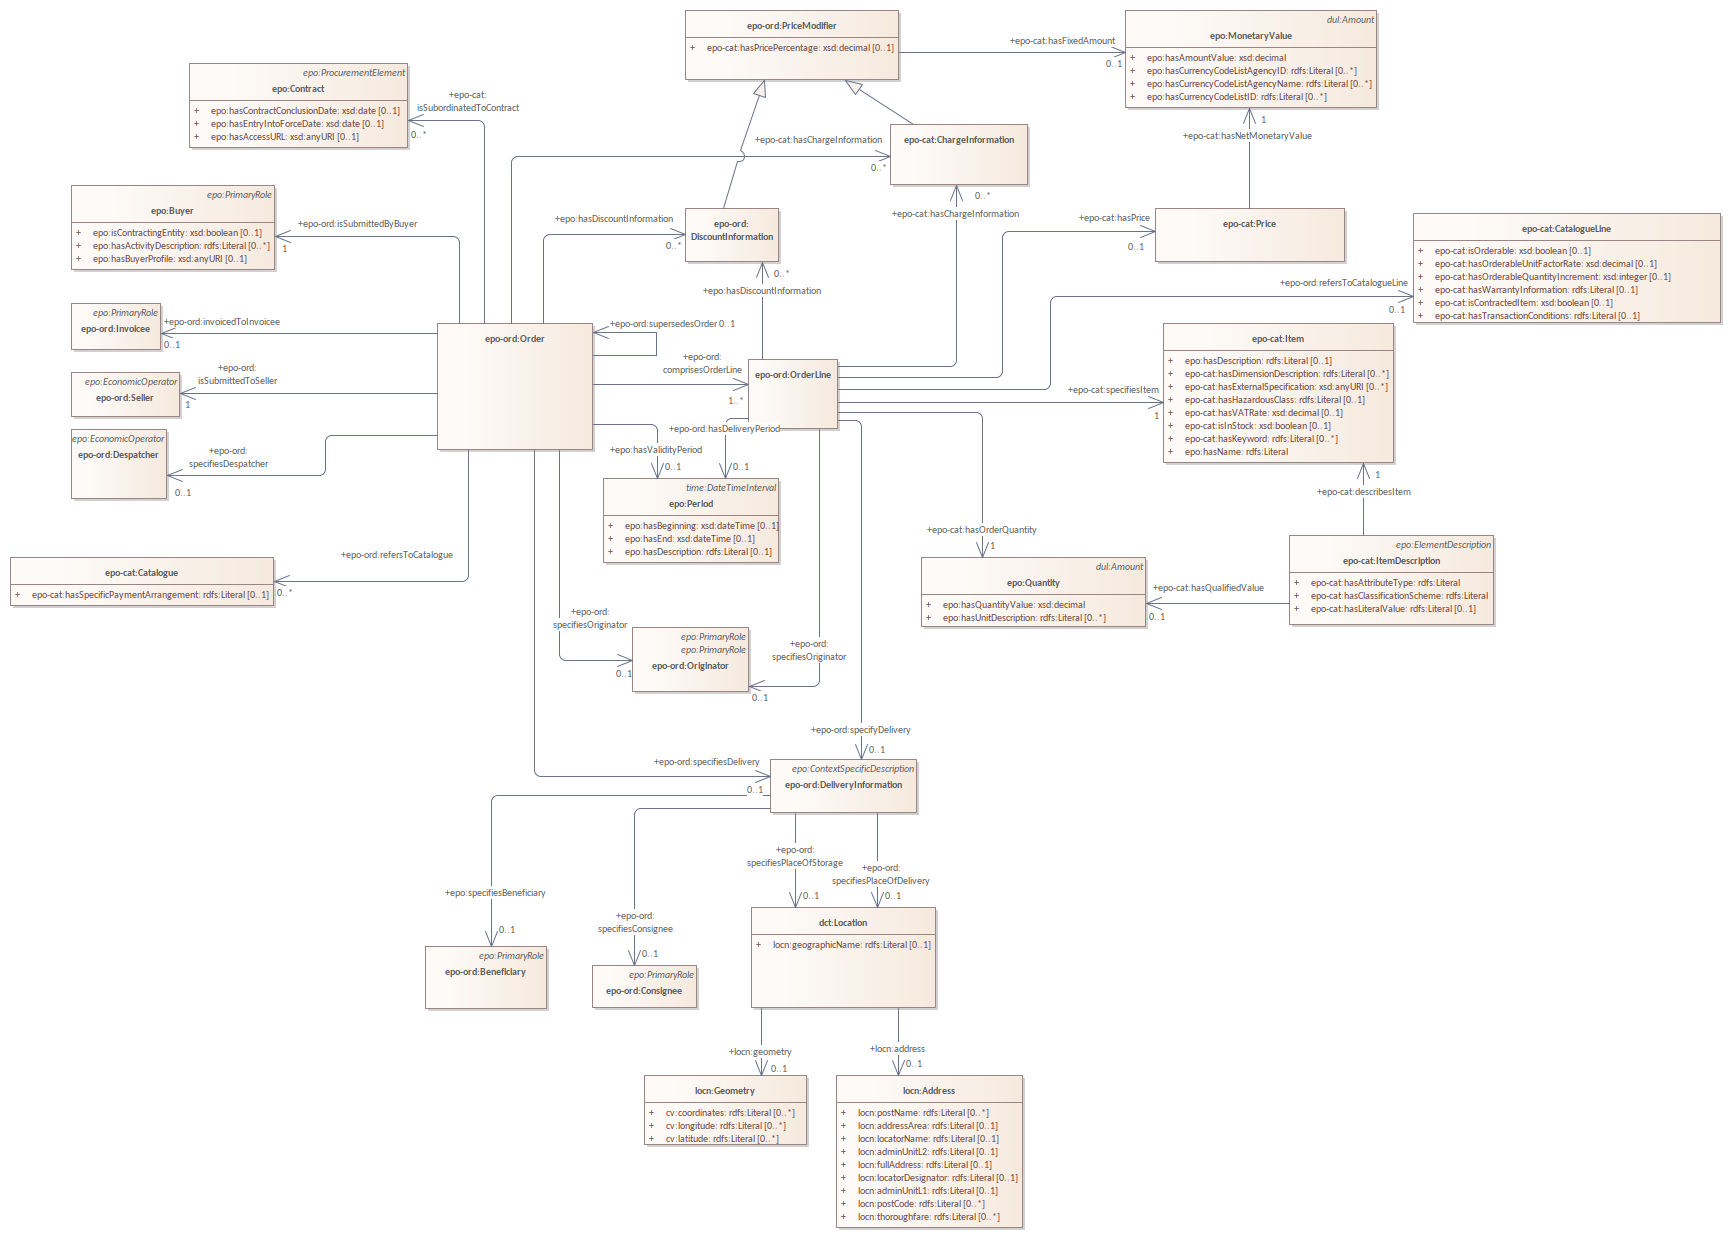 epo-ord:PriceModifier
+ epo-cat:hasPricePercentage: xsd:decimal [0..1]
+epo-cat:hasFixedAmount
0..1
dul:Amount
epo:MonetaryValue
+ epo:hasAmountValue: xsd:decimal
+ epo:hasCurrencyCodeListAgencyID: rdfs:Literal [0..*]
+ epo:hasCurrencyCodeListAgencyName: rdfs:Literal [0..*]
+ epo:hasCurrencyCodeListID: rdfs:Literal [0..*]
epo:ProcurementElement
epo:Contract
+ epo:hasContractConclusionDate: xsd:date [0..1]
+ epo:hasEntryIntoForceDate: xsd:date [0..1]
+ epo:hasAccessURL: xsd:anyURI [0..1]
+epo-cat:
isSubordinatedToContract
0..*
+epo-cat:hasChargeInformation
0..*
epo-cat:ChargeInformation
1
+epo-cat:hasNetMonetaryValue
epo:PrimaryRole
epo:Buyer
+ epo:isContractingEntity: xsd:boolean [0..1]
+ epo:hasActivityDescription: rdfs:Literal [0..*]
+ epo:hasBuyerProfile: xsd:anyURI [0..1]
+epo-ord:isSubmittedByBuyer
1
+epo:hasDiscountInformation
0..*
epo-ord:
DiscountInformation
0..*
+epo:hasDiscountInformation
0..*
+epo-cat:hasChargeInformation
+epo-cat:hasPrice
0..1
epo-cat:Price
epo-cat:CatalogueLine
+ epo-cat:isOrderable: xsd:boolean [0..1]
+ epo-cat:hasOrderableUnitFactorRate: xsd:decimal [0..1]
+ epo-cat:hasOrderableQuantityIncrement: xsd:integer [0..1]
+ epo-cat:hasWarrantyInformation: rdfs:Literal [0..1]
+ epo-cat:isContractedItem: xsd:boolean [0..1]
+ epo-cat:hasTransactionConditions: rdfs:Literal [0..1]
+epo-ord:refersToCatalogueLine
0..1
epo:PrimaryRole
epo-ord:Invoicee
+epo-ord:invoicedToInvoicee
0..1
epo-ord:Order
+epo-ord:supersedesOrder 0..1
+epo-ord:
comprisesOrderLine
1..*
epo-ord:OrderLine
epo-cat:Item
+ epo:hasDescription: rdfs:Literal [0..1]
+ epo-cat:hasDimensionDescription: rdfs:Literal [0..*]
+ epo-cat:hasExternalSpecification: xsd:anyURI [0..*]
+ epo-cat:hasHazardousClass: rdfs:Literal [0..1]
+ epo-cat:hasVATRate: xsd:decimal [0..1]
+ epo-cat:isInStock: xsd:boolean [0..1]
+ epo-cat:hasKeyword: rdfs:Literal [0..*]
+ epo:hasName: rdfs:Literal
+epo-cat:specifiesItem
1
epo:EconomicOperator
epo-ord:Seller
+epo-ord:
isSubmittedToSeller
1
epo:EconomicOperator
epo-ord:Despatcher
+epo-ord:
specifiesDespatcher
0..1
+epo-ord:hasDeliveryPeriod
+epo:hasValidityPeriod
0..1
0..1
time:DateTimeInterval
epo:Period
+ epo:hasBeginning: xsd:dateTime [0..1]
+ epo:hasEnd: xsd:dateTime [0..1]
+ epo:hasDescription: rdfs:Literal [0..1]
1
+epo-cat:describesItem
+epo-cat:hasOrderQuantity
1
epo:ElementDescription
epo-cat:ItemDescription
+ epo-cat:hasAttributeType: rdfs:Literal
+ epo-cat:hasClassificationScheme: rdfs:Literal
+ epo-cat:hasLiteralValue: rdfs:Literal [0..1]
+epo-cat:hasQualifiedValue
0..1
dul:Amount
epo:Quantity
+ epo:hasQuantityValue: xsd:decimal
+ epo:hasUnitDescription: rdfs:Literal [0..*]
+epo-ord:refersToCatalogue
0..*
epo-cat:Catalogue
+ epo-cat:hasSpecificPaymentArrangement: rdfs:Literal [0..1]
+epo-ord:
specifiesOriginator
0..1
epo:PrimaryRole
epo:PrimaryRole
epo-ord:Originator
+epo-ord:
specifiesOriginator
0..1
+epo-ord:specifyDelivery
0..1
+epo-ord:specifiesDelivery
0..1
epo:ContextSpecificDescription
epo-ord:DeliveryInformation
+epo-ord:
specifiesPlaceOfStorage
0..1
+epo-ord:
specifiesPlaceOfDelivery
0..1
+epo:specifiesBeneficiary
0..1
+epo-ord:
specifiesConsignee
0..1
epo:PrimaryRole
epo-ord:Beneficiary
epo:PrimaryRole
epo-ord:Consignee
dct:Location
+ locn:geographicName: rdfs:Literal [0..1]
+locn:geometry
0..1
+locn:address
0..1
locn:Geometry
+ cv:coordinates: rdfs:Literal [0..*]
+ cv:longitude: rdfs:Literal [0..*]
+ cv:latitude: rdfs:Literal [0..*]
locn:Address
+ locn:postName: rdfs:Literal [0..*]
+ locn:addressArea: rdfs:Literal [0..1]
+ locn:locatorName: rdfs:Literal [0..1]
+ locn:adminUnitL2: rdfs:Literal [0..1]
+ locn:fullAddress: rdfs:Literal [0..1]
+ locn:locatorDesignator: rdfs:Literal [0..1]
+ locn:adminUnitL1: rdfs:Literal [0..1]
+ locn:postCode: rdfs:Literal [0..*]
+ locn:thoroughfare: rdfs:Literal [0..*]